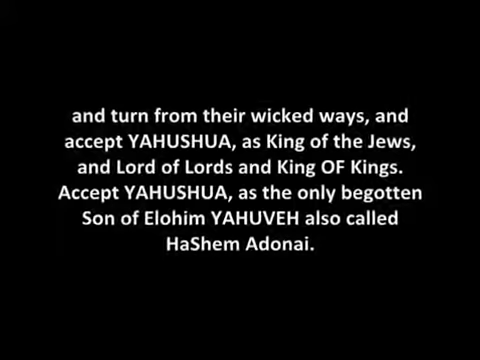 and turn from their wicked ways, and
accept YAHUSHUA, as King of the Jews,
and Lord of Lords and King OF Kings.
Accept YAHUSHUA, as the only begotten
Son of Elohim YAHUVEH also called
HaShem Adonai.